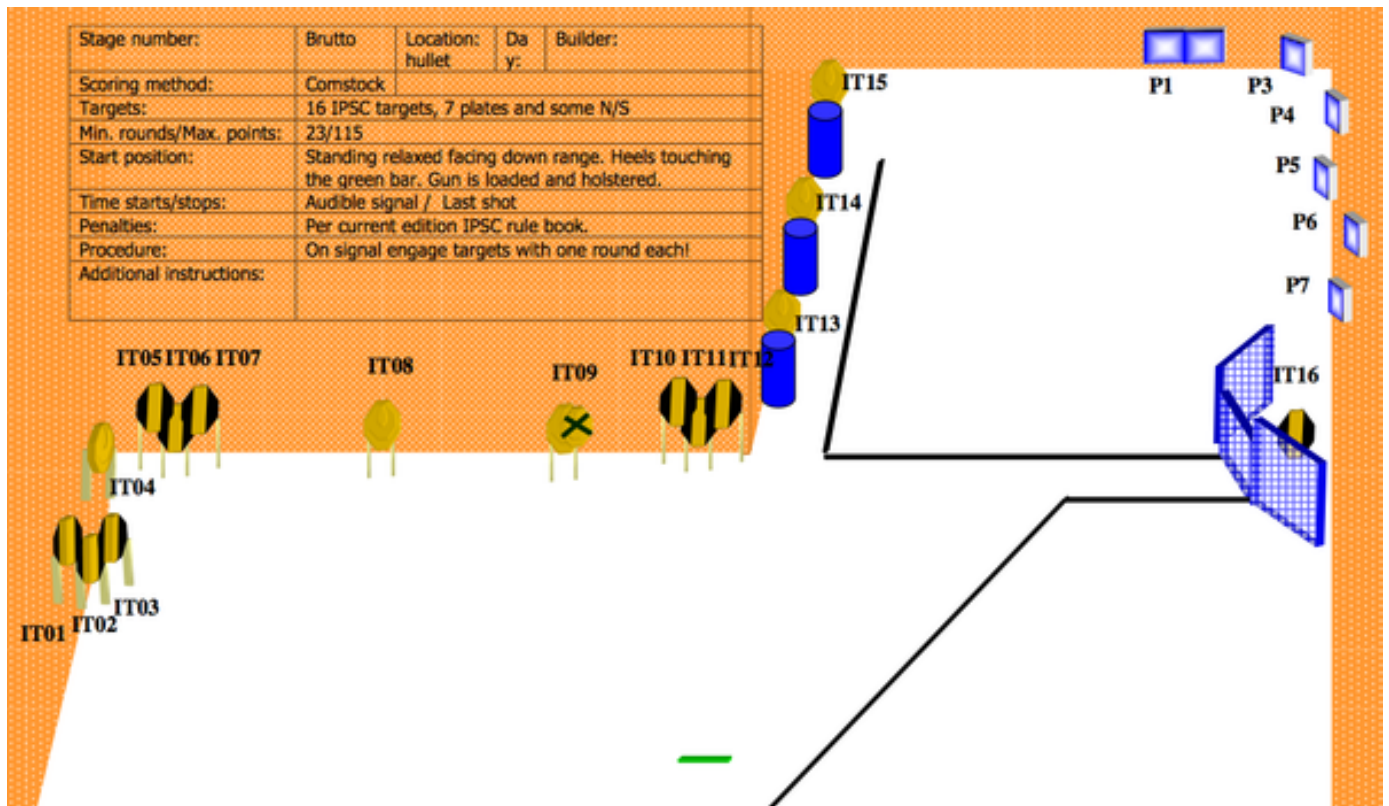 Stage number: Brutto Location: hullet Da y: Builder:
Scoring method: Comstock
Targets: 16 IPSC targets, 7 plates and some N/S
Min. rounds/Max. points: 23/115
Start position: Standing relaxed facing down range. Heels touching
the green bar. Gun is loaded and holstered.
Time starts/stops: Audible signal / Last shot
Penalties: Per current edition IPSC rule book.
Procedure: On signal engage targets with one round each!
Additional instructions:
IT15
P1
P3
P4
P5
IT14
P6
P7
IT13
IT05 IT06 IT07
IT08
IT09
IT10 IT11 IT12
IT16
IT04
IT03
IT02
IT01